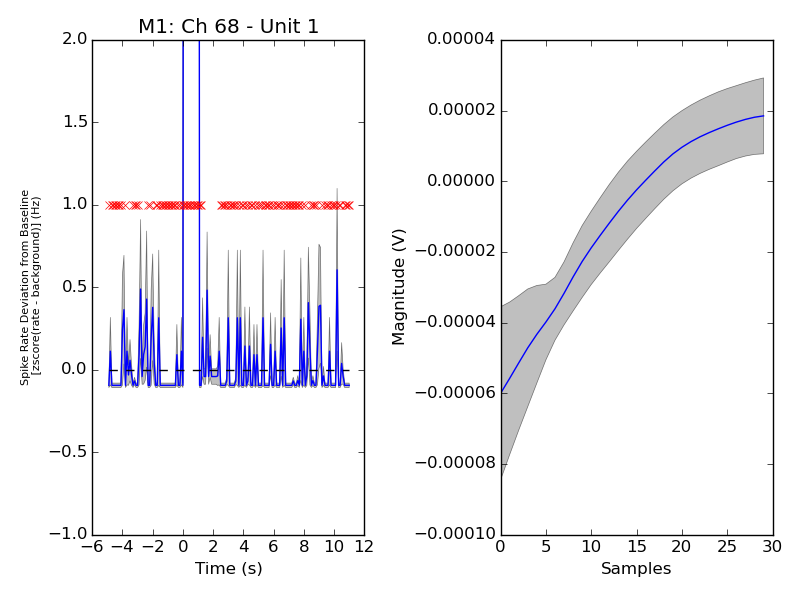 M1: Ch 68 - Unit 1
Spike Rate Deviation from Baseline
[zscore(rate - background)] (Hz)
2.0
1.5
1.0
0.5
0.0
−0.5
−1.0
−6 −4 −2 0 2 4 6 8 10 12
Time (s)
Magnitude (V)
0.00004
0.00002
0.00000
−0.00002
−0.00004
−0.00006
−0.00008
−0.00010
0 5 10 15 20 25 30
Samples